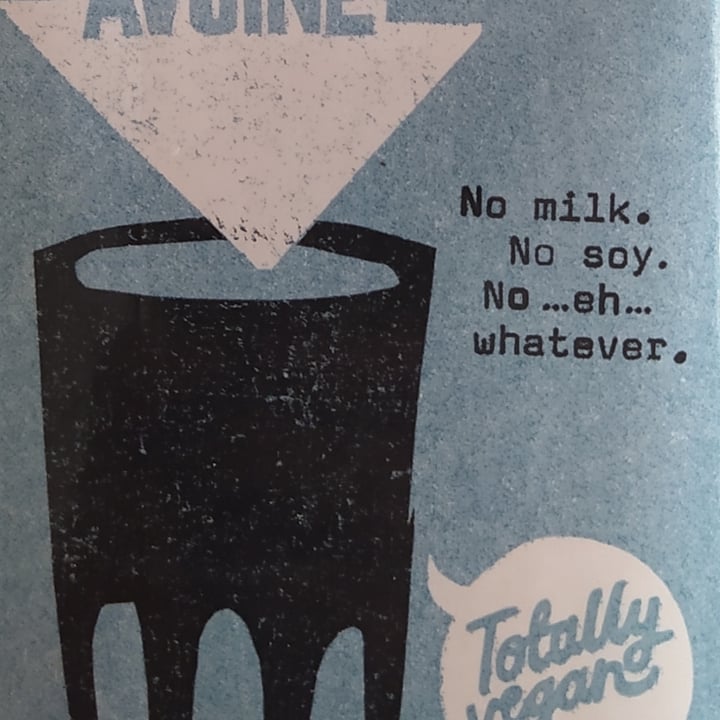 AVOINE
No milk.
No soy.
No ...eh...
whatever.
Totally
vegan